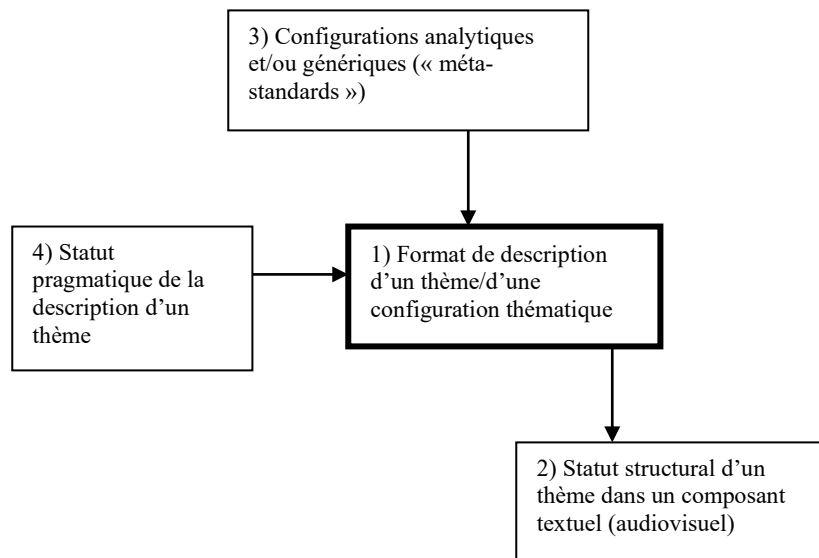 3) Configurations analytiques
et/ou génériques (« méta-
standards »)
4) Statut
pragmatique de la
description d’un
thème
1) Format de description
d’un thème/d’une
configuration thématique
2) Statut structural d’un
thème dans un composant
textuel (audiovisuel)